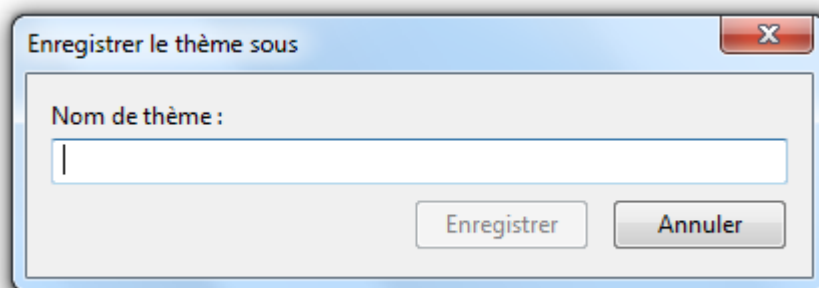 Enregistrer le thème sous
Nom de thème :
Enregistrer Annuler